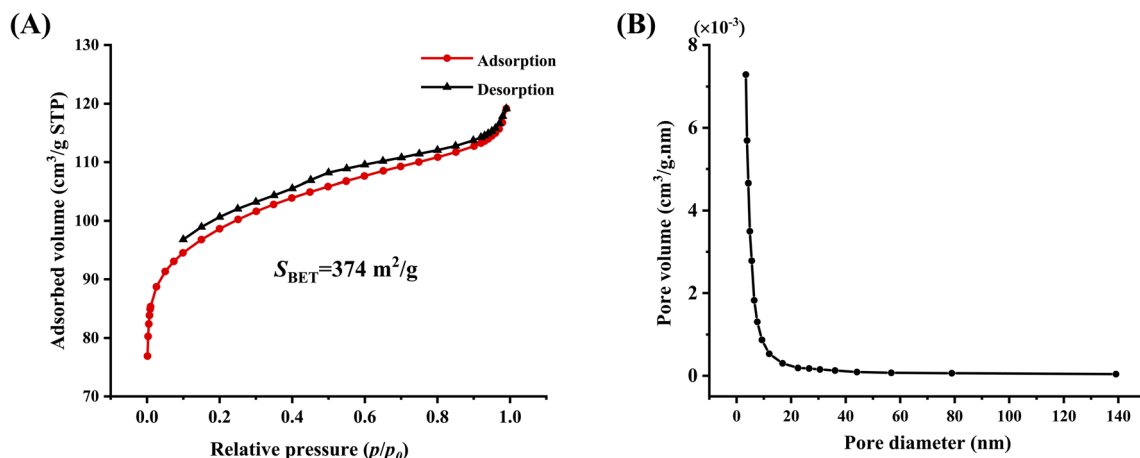 (A)
130
120
110
100
90
80
70
Adsorbed volume (cm³/g STP)
Adsorption
Desorption
S_BET=374 m²/g
0.0 0.2 0.4 0.6 0.8 1.0
Relative pressure (p/p₀)
(B)
(×10⁻³)
8
6
4
2
0
Pore volume (cm³/g.nm)
0 20 40 60 80 100 120 140
Pore diameter (nm)